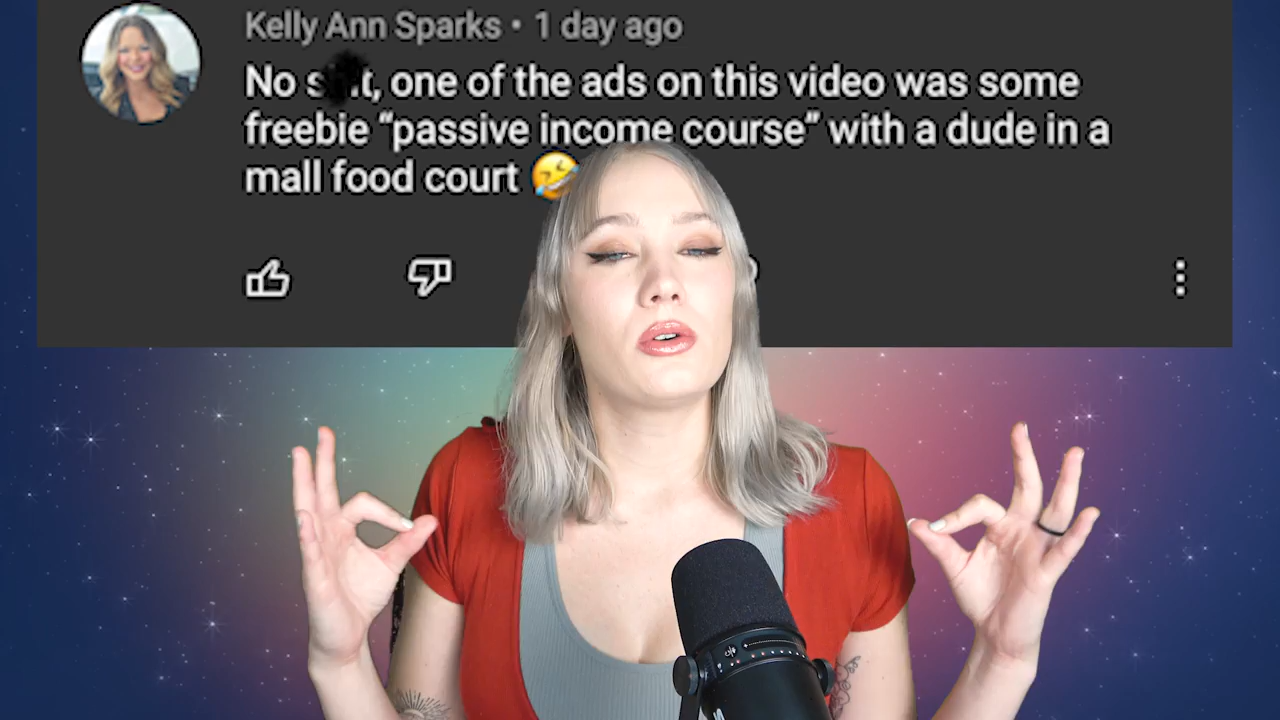 Kelly Ann Sparks • 1 day ago
No s t, one of the ads on this video was some
freebie “passive income course” with a dude in a
mall food court 🤣